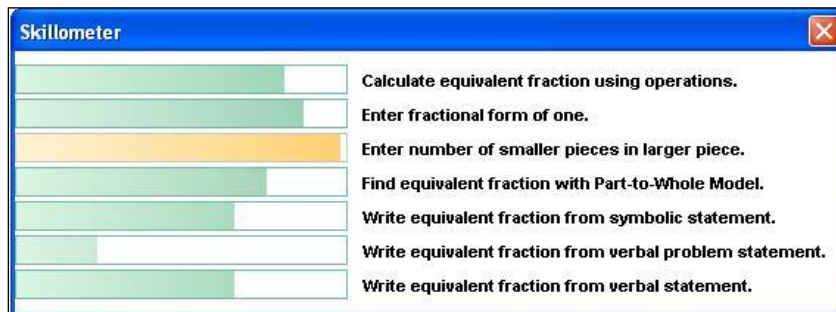 Skillometer
Calculate equivalent fraction using operations.
Enter fractional form of one.
Enter number of smaller pieces in larger piece.
Find equivalent fraction with Part-to-Whole Model.
Write equivalent fraction from symbolic statement.
Write equivalent fraction from verbal problem statement.
Write equivalent fraction from verbal statement.